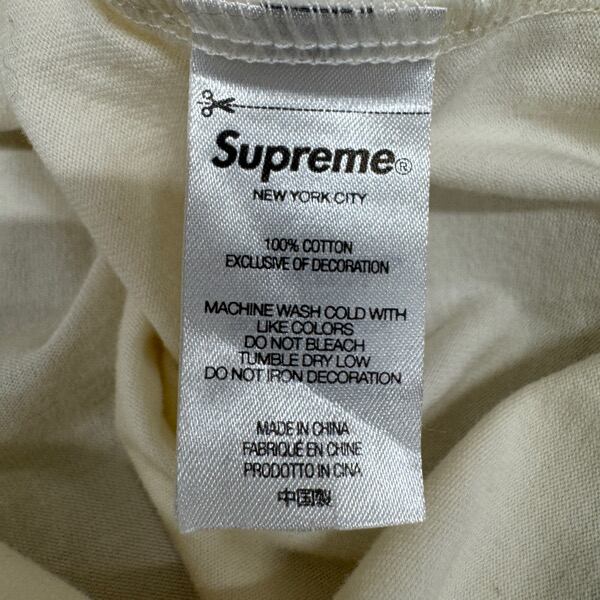 Supreme®
NEW YORK CITY
100% COTTON
EXCLUSIVE OF DECORATION
MACHINE WASH COLD WITH
LIKE COLORS
DO NOT BLEACH
TUMBLE DRY LOW
DO NOT IRON DECORATION
MADE IN CHINA
FABRIQUÉ EN CHINE
PRODOTTO IN CINA
中国製